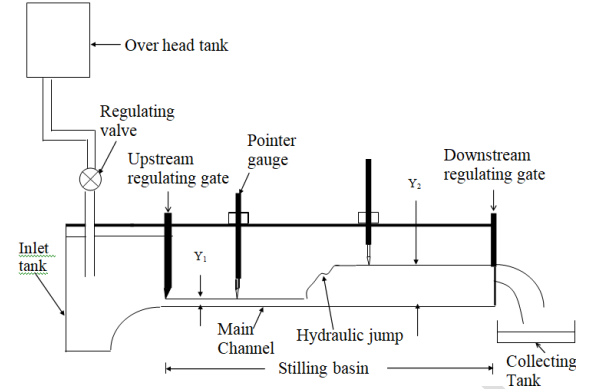 Over head tank
Regulating
valve
Pointer
gauge
Upstream
regulating gate
Downstream
regulating gate
Y2
Inlet
tank
Y1
Main
Channel
Hydraulic jump
Stilling basin
Collecting
Tank